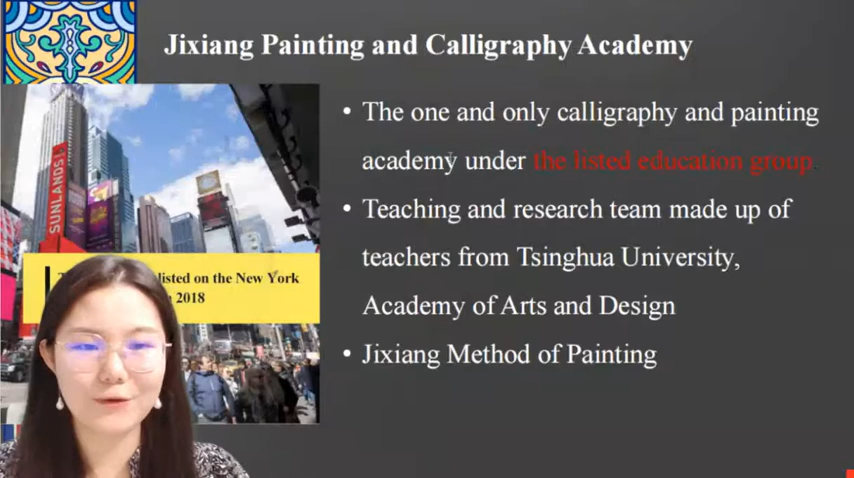 Jixiang Painting and Calligraphy Academy
• The one and only calligraphy and painting
academy under the listed education group.
• Teaching and research team made up of
teachers from Tsinghua University,
Academy of Arts and Design
• Jixiang Method of Painting
SUNLANDS
listed on the New York
2018